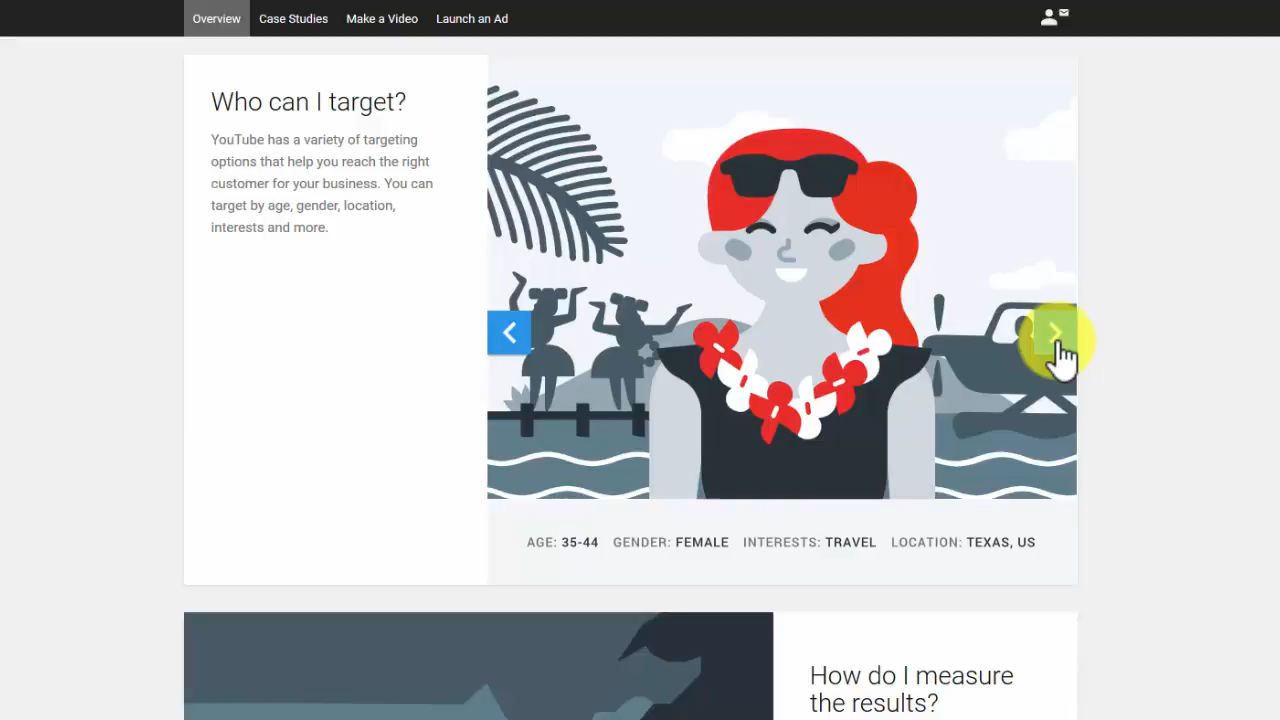 Overview Case Studies Make a Video Launch an Ad
Who can I target?
YouTube has a variety of targeting
options that help you reach the right
customer for your business. You can
target by age, gender, location,
interests and more.
AGE: 35-44 GENDER: FEMALE INTERESTS: TRAVEL LOCATION: TEXAS, US
How do I measure
the results?